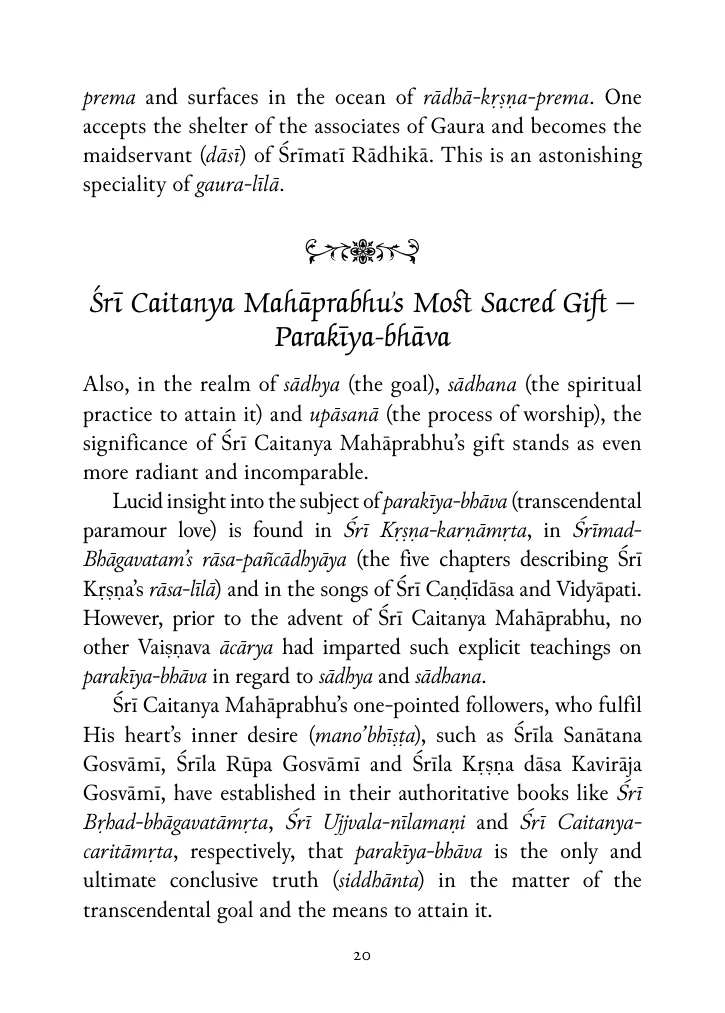 prema and surfaces in the ocean of rādhā-kṛṣṇa-prema. One
accepts the shelter of the associates of Gaura and becomes the
maidservant (dāsī) of Śrīmatī Rādhikā. This is an astonishing
speciality of gaura-līlā.
Śrī Caitanya Mahāprabhu's Most Sacred Gift –
Parakīya-bhāva
Also, in the realm of sādhya (the goal), sādhana (the spiritual
practice to attain it) and upāsanā (the process of worship), the
significance of Śrī Caitanya Mahāprabhu's gift stands as even
more radiant and incomparable.
Lucid insight into the subject of parakīya-bhāva (transcendental
paramour love) is found in Śrī Kṛṣṇa-karṇāmṛta, in Śrīmad-
Bhāgavatam's rāsa-pañcādhyāya (the five chapters describing Śrī
Kṛṣṇa's rāsa-līlā) and in the songs of Śrī Caṇḍīdāsa and Vidyāpati.
However, prior to the advent of Śrī Caitanya Mahāprabhu, no
other Vaiṣṇava ācārya had imparted such explicit teachings on
parakīya-bhāva in regard to sādhya and sādhana.
Śrī Caitanya Mahāprabhu's one-pointed followers, who fulfil
His heart's inner desire (mano'bhīṣṭa), such as Śrīla Sanātana
Gosvāmī, Śrīla Rūpa Gosvāmī and Śrīla Kṛṣṇa dāsa Kavirāja
Gosvāmī, have established in their authoritative books like Śrī
Bṛhad-bhāgavatāmṛta, Śrī Ujjvala-nīlamaṇi and Śrī Caitanya-
caritāmṛta, respectively, that parakīya-bhāva is the only and
ultimate conclusive truth (siddhānta) in the matter of the
transcendental goal and the means to attain it.
20